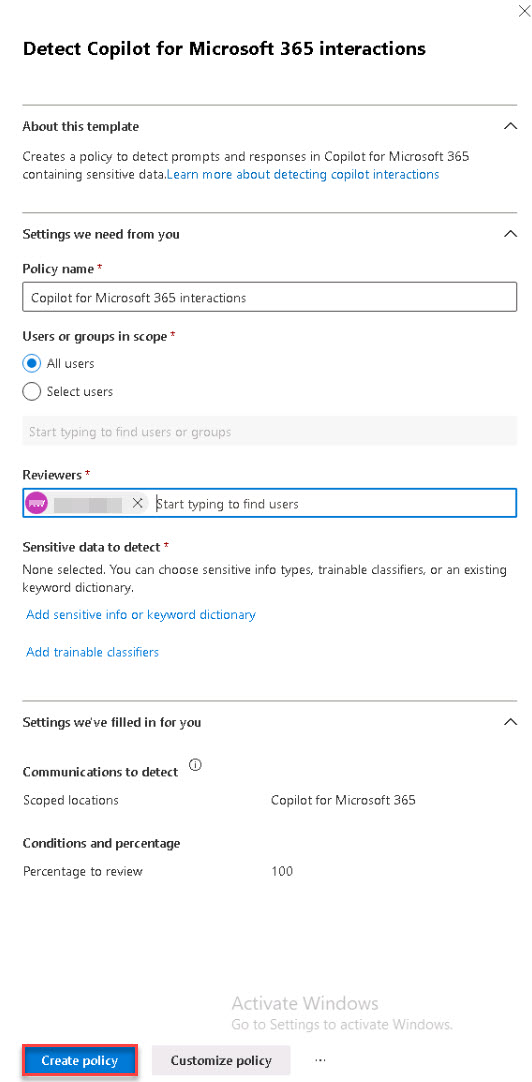 Detect Copilot for Microsoft 365 interactions
About this template
Creates a policy to detect prompts and responses in Copilot for Microsoft 365
containing sensitive data.Learn more about detecting copilot interactions
Settings we need from you
Policy name *
Copilot for Microsoft 365 interactions
Users or groups in scope *
All users
Select users
Start typing to find users or groups
Reviewers *
Start typing to find users
Sensitive data to detect *
None selected. You can choose sensitive info types, trainable classifiers, or an existing
keyword dictionary.
Add sensitive info or keyword dictionary
Add trainable classifiers
Settings we've filled in for you
Communications to detect
Scoped locations Copilot for Microsoft 365
Conditions and percentage
Percentage to review 100
Activate Windows
Go to Settings to activate Windows.
Create policy Customize policy ...